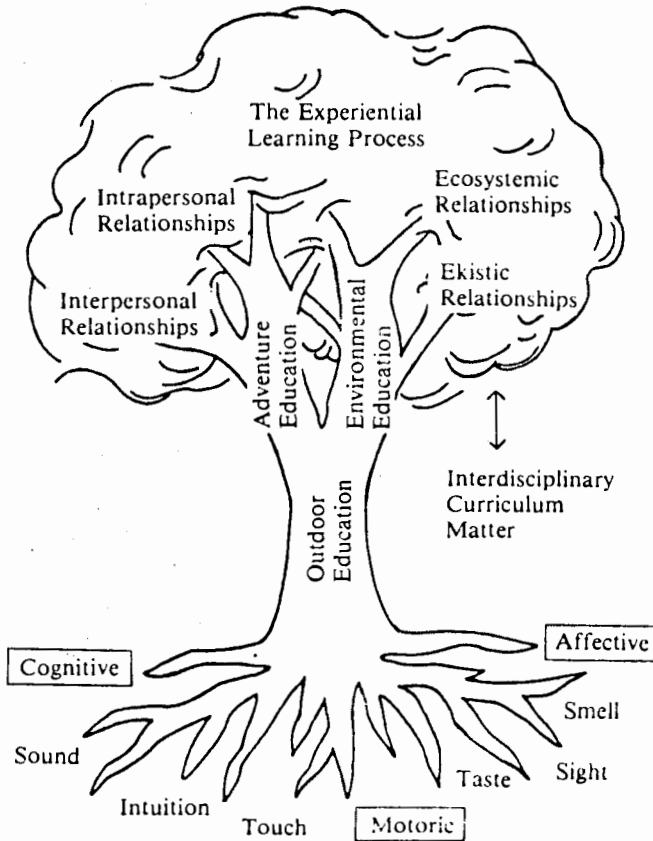 The Experiential
Learning Process
Intrapersonal
Relationships
Ecosystemic
Relationships
Interpersonal
Relationships
Ekistic
Relationships
Adventure
Education
Environmental
Education
Interdisciplinary
Curriculum
Matter
Outdoor
Education
Cognitive
Affective
Sound
Intuition
Touch
Motoric
Taste
Sight
Smell